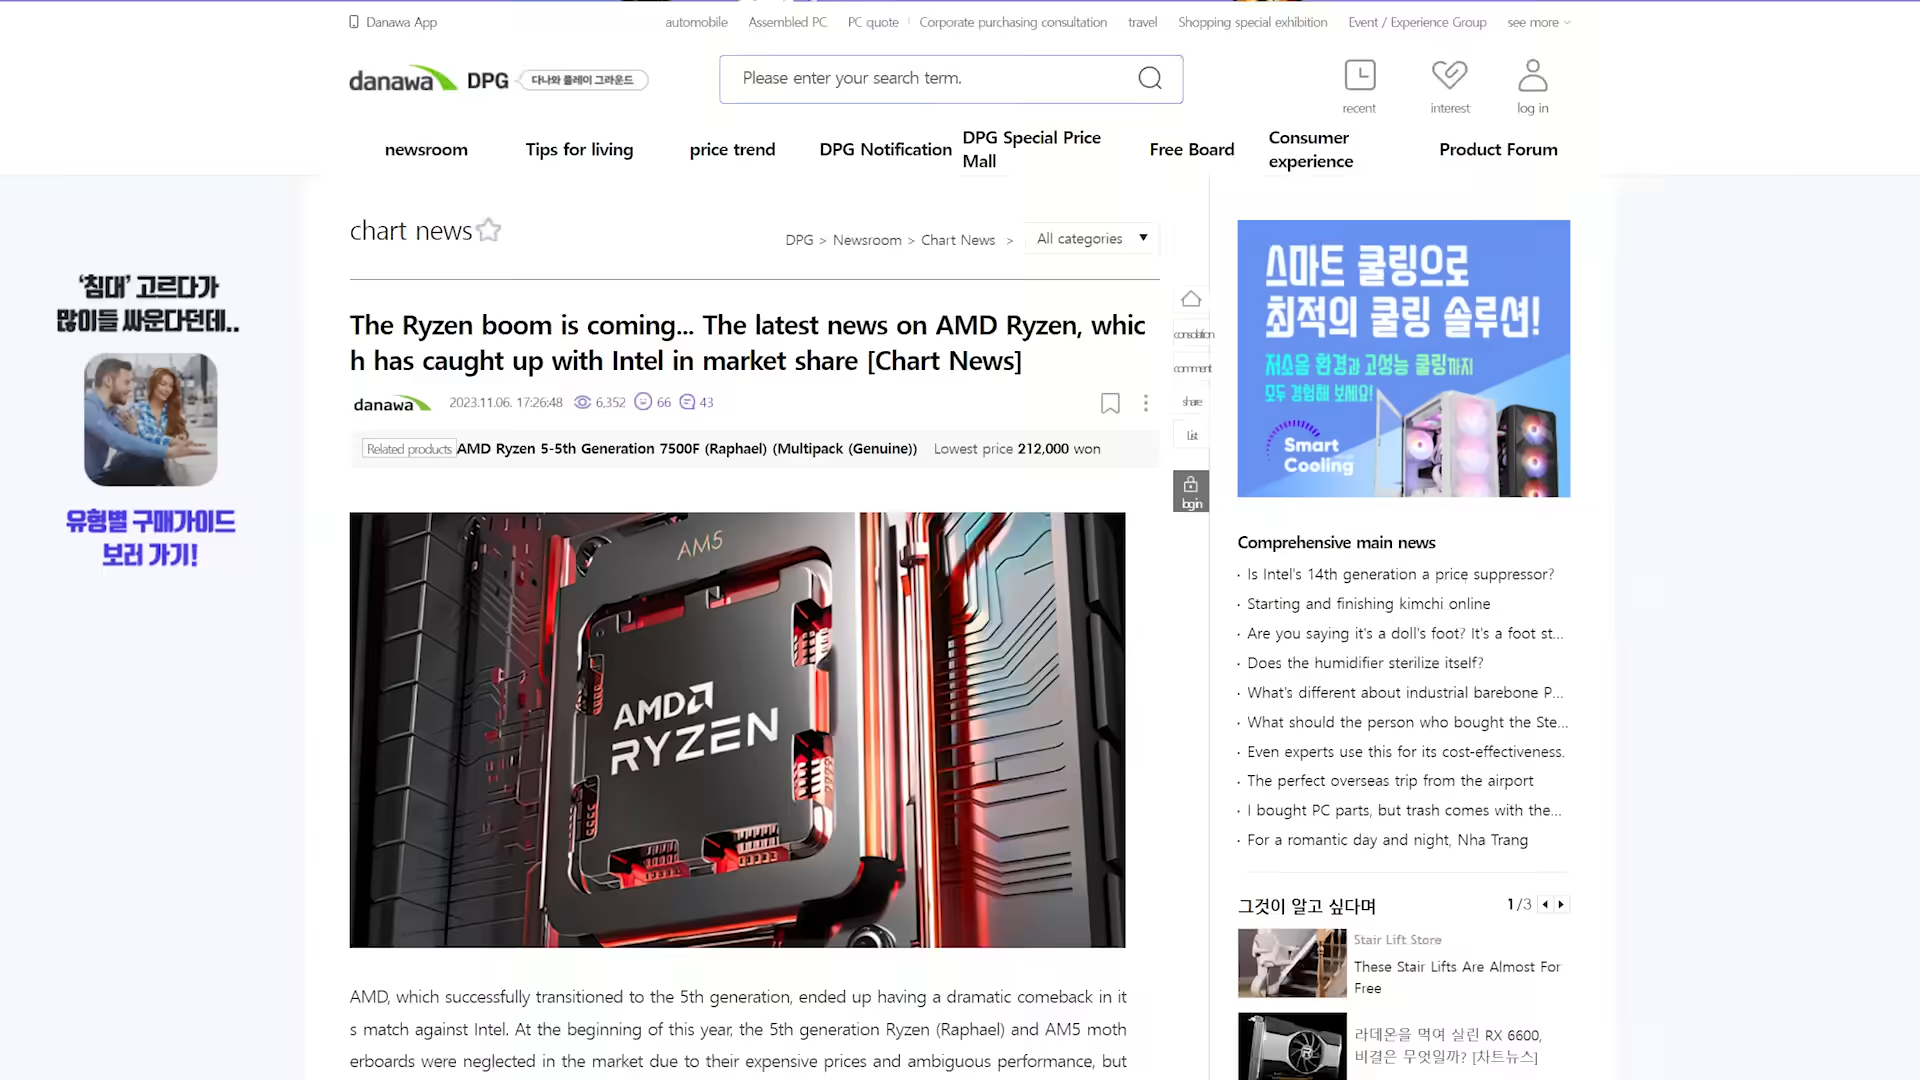 Danawa App
automobile Assembled PC PC quote Corporate purchasing consultation travel Shopping special exhibition Event / Experience Group see more
danawa DPG 다나와 플레이 그라운드
Please enter your search term.
recent interest log in
newsroom Tips for living price trend DPG Notification DPG Special Price Mall Free Board Consumer experience Product Forum
'침대' 고르다가
많이들 싸운다던데..
유형별 구매가이드
보러 가기!
chart news
DPG > Newsroom > Chart News > All categories
The Ryzen boom is coming... The latest news on AMD Ryzen, whic
h has caught up with Intel in market share [Chart News]
danawa 2023.11.06. 17:26:48 6,352 66 43
Related products AMD Ryzen 5-5th Generation 7500F (Raphael) (Multipack (Genuine)) Lowest price 212,000 won
AM5
AMD
RYZEN
AMD, which successfully transitioned to the 5th generation, ended up having a dramatic comeback in it
s match against Intel. At the beginning of this year, the 5th generation Ryzen (Raphael) and AM5 moth
erboards were neglected in the market due to their expensive prices and ambiguous performance, but
consolation
comment
share
List
login
스마트 쿨링으로
최적의 쿨링 솔루션!
저소음 환경과 고성능 쿨링까지
모두 경험해 보세요!
Smart
Cooling
Comprehensive main news
· Is Intel's 14th generation a price suppressor?
· Starting and finishing kimchi online
· Are you saying it's a doll's foot? It's a foot st...
· Does the humidifier sterilize itself?
· What's different about industrial barebone P...
· What should the person who bought the Ste...
· Even experts use this for its cost-effectiveness.
· The perfect overseas trip from the airport
· I bought PC parts, but trash comes with the...
· For a romantic day and night, Nha Trang
그것이 알고 싶다며 1/3
Stair Lift Store
These Stair Lifts Are Almost For
Free
라데온을 먹여 살린 RX 6600,
비결은 무엇일까? [차트뉴스]